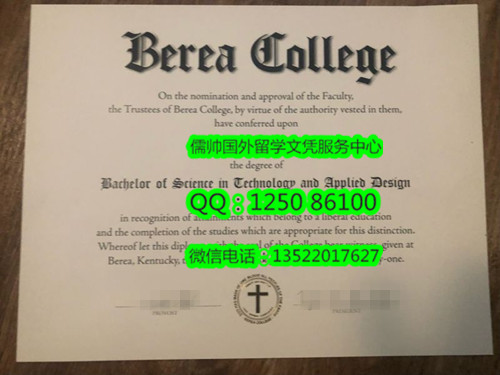 Berea College
On the nomination and approval of the Faculty,
the Trustees of Berea College, by virtue of the authority vested in them,
have conferred upon
儒帅国外留学文凭服务中心
the degree of
Bachelor of Science in Technology and Applied Design
QQ：1250 86100
in recognition of which belong to a liberal education
and the completion of the studies which are appropriate for this distinction.
Whereof let this given at
微信电话：13522017627
Berea, Kentucky,